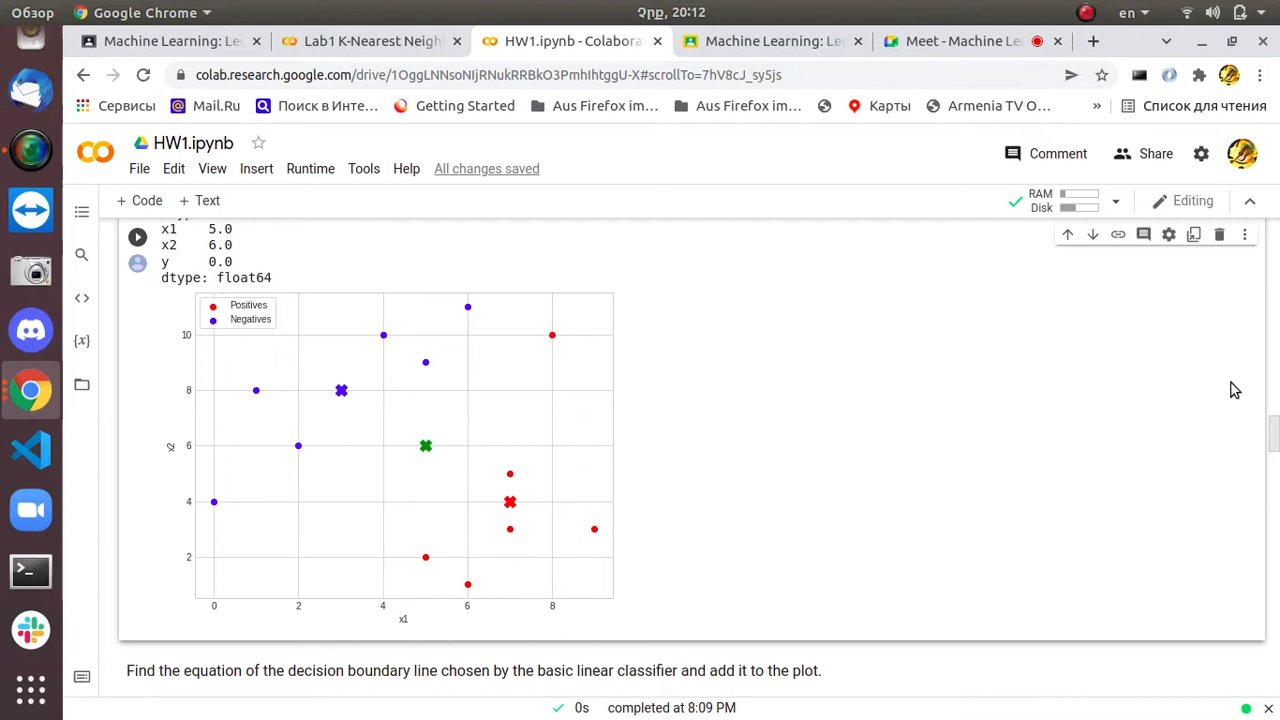 Обзор
Google Chrome
Չրք, 20:12
en
Machine Learning: Le
Lab1 K-Nearest Neigh
HW1.ipynb - Colabora
Machine Learning: Lec
Meet - Machine Le
colab.research.google.com/drive/1OggLNNsoNIjRNukRRBkO3PmhIhtggU-X#scrollTo=7hV8cJ_sy5js
Сервисы
Mail.Ru
Поиск в Инте...
Getting Started
Aus Firefox im...
Aus Firefox im...
Карты
Armenia TV O...
»
Список для чтения
HW1.ipynb
Comment
Share
File Edit View Insert Runtime Tools Help All changes saved
+ Code + Text
RAM
Disk
Editing
x1 5.0
x2 6.0
y 0.0
dtype: float64
Positives
Negatives
10
8
6
4
2
x2
0 2 4 6 8
x1
Find the equation of the decision boundary line chosen by the basic linear classifier and add it to the plot.
0s completed at 8:09 PM